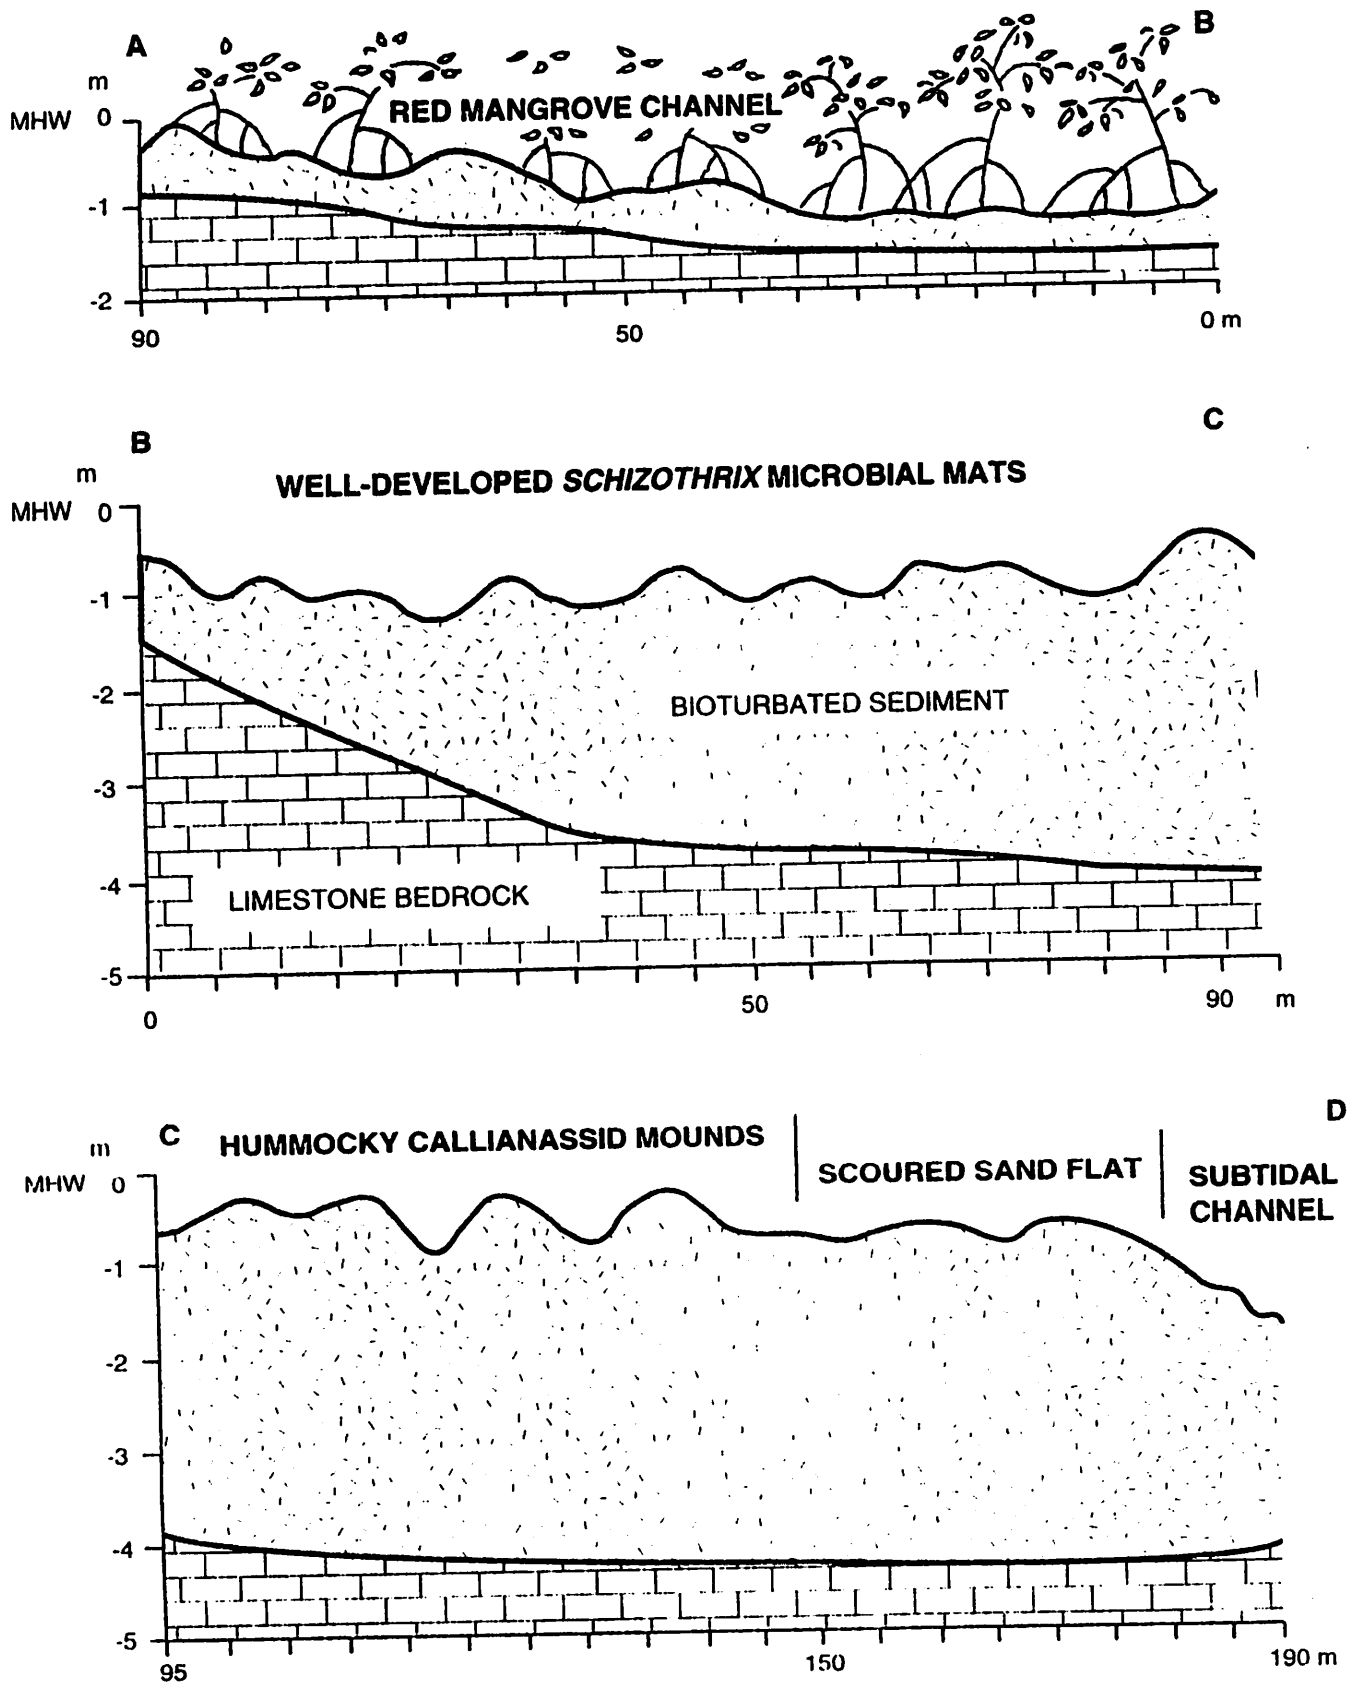 A
B
m
RED MANGROVE CHANNEL
MHW 0
-1
-2
90
50
0 m
B
C
m
WELL-DEVELOPED SCHIZOTHRIX MICROBIAL MATS
MHW 0
-1
-2
BIOTURBATED SEDIMENT
-3
-4
LIMESTONE BEDROCK
-5
0
50
90 m
D
m
C
HUMMOCKY CALLIANASSID MOUNDS
SCOURED SAND FLAT
SUBTIDAL
CHANNEL
MHW 0
-1
-2
-3
-4
-5
95
150
190 m